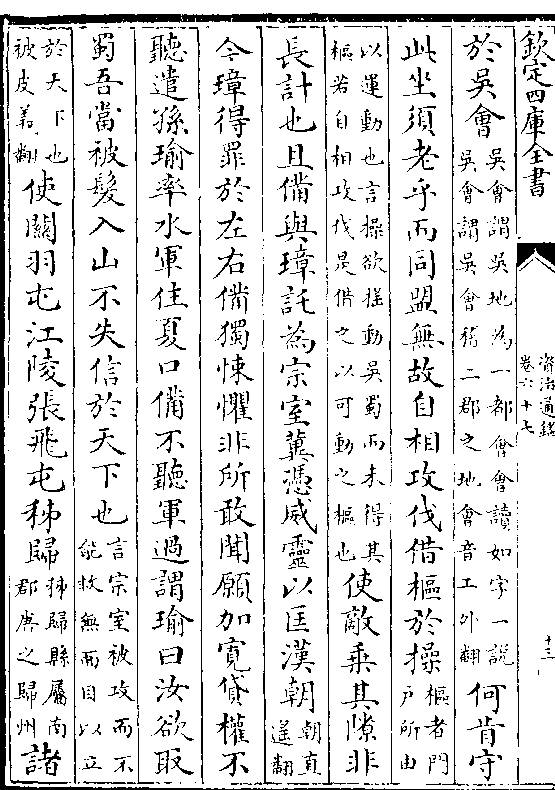 欽定四庫全書
資治通鑑
卷六十七
十三
於吳會吳會謂吳地為一都會會讀如字一說吳會謂吳會稽二郡之地會音工外翻何肯守
此坐須老乎而同盟無故自相攻伐借樞於操樞者門戶所由
以運動也言操欲搖動吳蜀而未得其樞若自相攻伐是借之以可動之樞也使敵乘其隙非
長計也且備與璋託為宗室冀憑威靈以匡漢朝朝直遥翻
今璋得罪於左右備獨悚懼非所敢聞願加寬貸權不
聽遣孫瑜率水軍住夏口備不聽軍過謂瑜曰汝欲取
蜀吾當被髮入山不失信於天下也言宗室被攻而不能救無面目以立
於天下也被皮義翻使關羽屯江陵張飛屯秭歸秭歸縣屬南郡唐之歸州諸